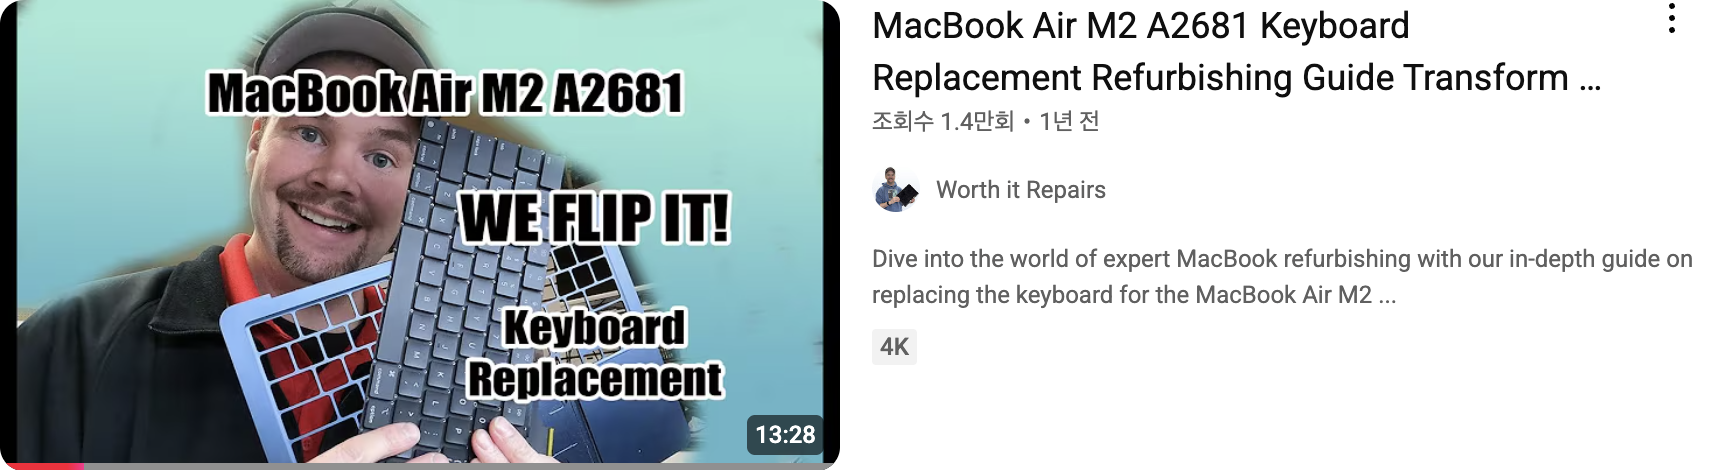 MacBook Air M2 A2681
WE FLIP IT!
Keyboard
Replacement
13:28
MacBook Air M2 A2681 Keyboard
Replacement Refurbishing Guide Transform ...
조회수 1.4만회 • 1년 전
Worth it Repairs
Dive into the world of expert MacBook refurbishing with our in-depth guide on
replacing the keyboard for the MacBook Air M2 ...
4K